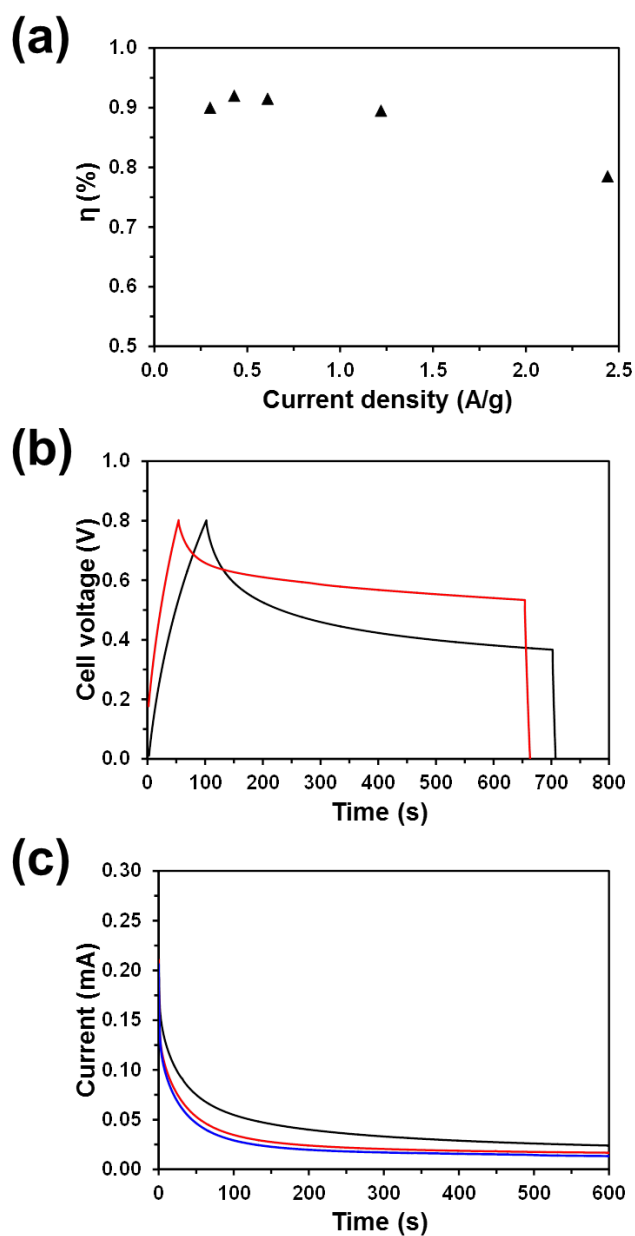 (a)
1.0
0.9
0.8
0.7
0.6
0.5
η (%)
0.0 0.5 1.0 1.5 2.0 2.5
Current density (A/g)
(b)
1.0
0.8
0.6
0.4
0.2
0.0
Cell voltage (V)
0 100 200 300 400 500 600 700 800
Time (s)
(c)
0.30
0.25
0.20
0.15
0.10
0.05
0.00
Current (mA)
0 100 200 300 400 500 600
Time (s)